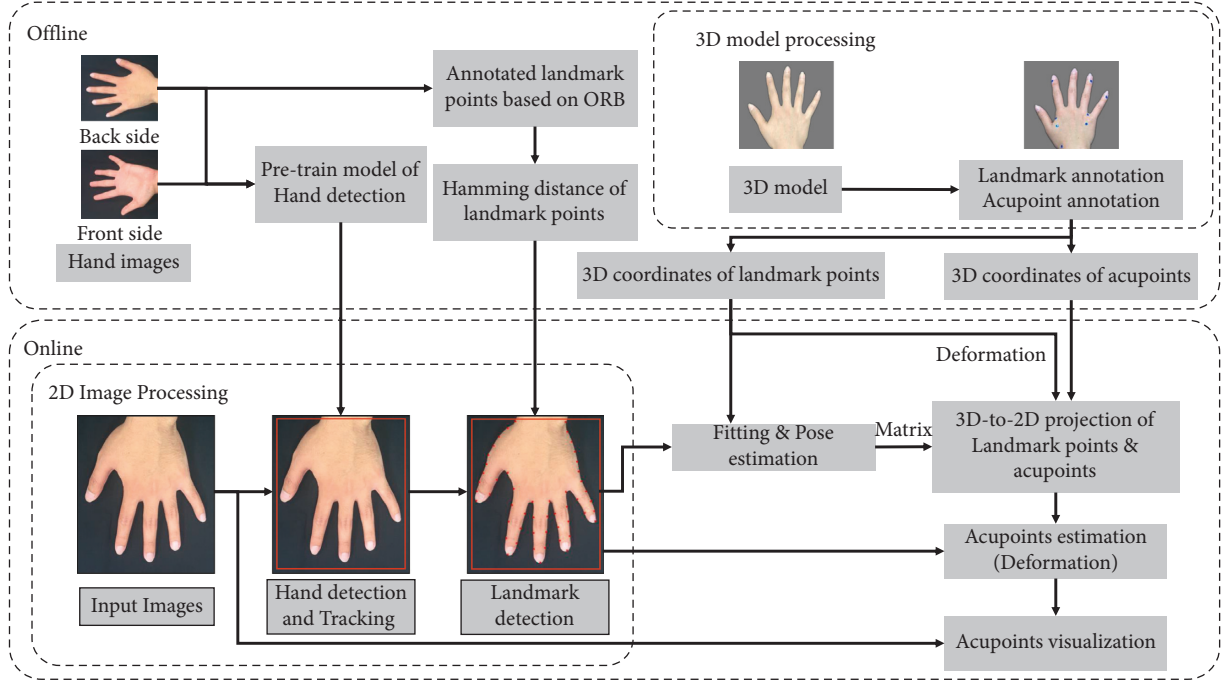 Offline
Back side
Front side
Hand images
Pre-train model of
Hand detection
Annotated landmark
points based on ORB
Hamming distance of
landmark points
3D model processing
3D model
Landmark annotation
Acupoint annotation
3D coordinates of landmark points
3D coordinates of acupoints
Online
2D Image Processing
Input Images
Hand detection
and Tracking
Landmark
detection
Fitting & Pose
estimation
Matrix
Deformation
3D-to-2D projection of
Landmark points &
acupoints
Acupoints estimation
(Deformation)
Acupoints visualization